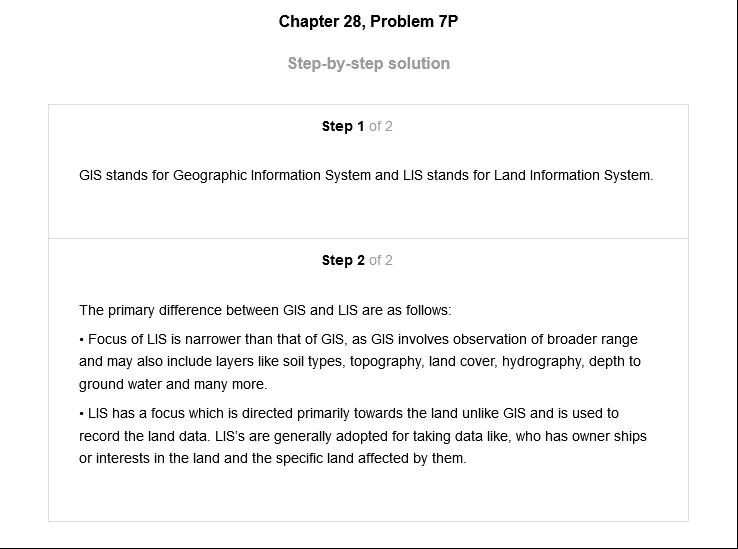 Chapter 28, Problem 7P
Step-by-step solution
Step 1 of 2
GIS stands for Geographic Information System and LIS stands for Land Information System.
Step 2 of 2
The primary difference between GIS and LIS are as follows:
• Focus of LIS is narrower than that of GIS, as GIS involves observation of broader range
and may also include layers like soil types, topography, land cover, hydrography, depth to
ground water and many more.
• LIS has a focus which is directed primarily towards the land unlike GIS and is used to
record the land data. LIS's are generally adopted for taking data like, who has owner ships
or interests in the land and the specific land affected by them.